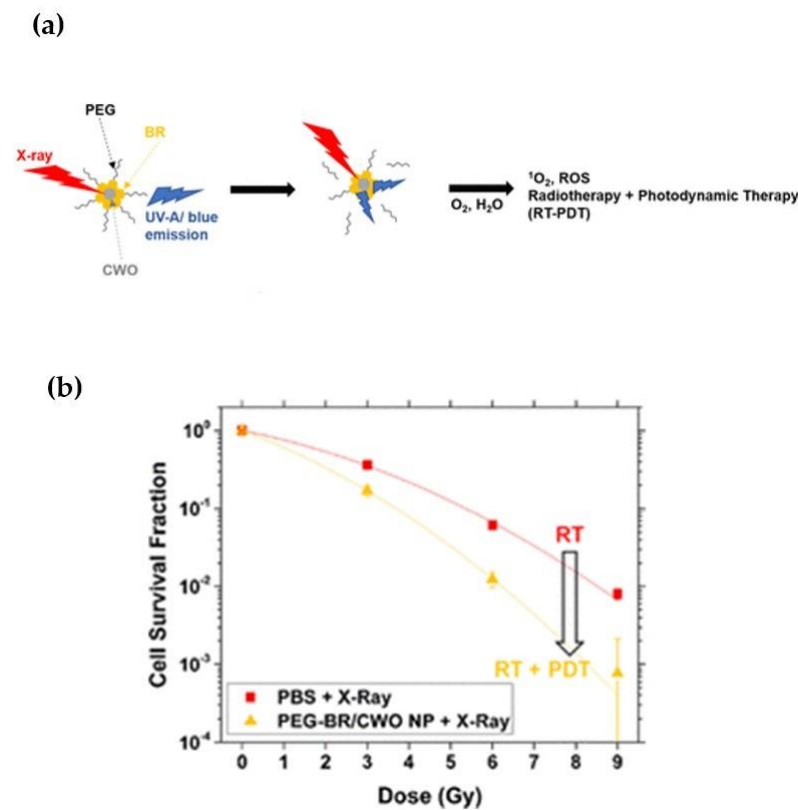 (a)
PEG
BR
X-ray
UV-A/ blue
emission
CWO
O₂, H₂O
¹O₂, ROS
Radiotherapy + Photodynamic Therapy
(RT-PDT)
(b)
Cell Survival Fraction
10⁰
10⁻¹
10⁻²
10⁻³
10⁻⁴
RT
RT + PDT
PBS + X-Ray
PEG-BR/CWO NP + X-Ray
0 1 2 3 4 5 6 7 8 9
Dose (Gy)